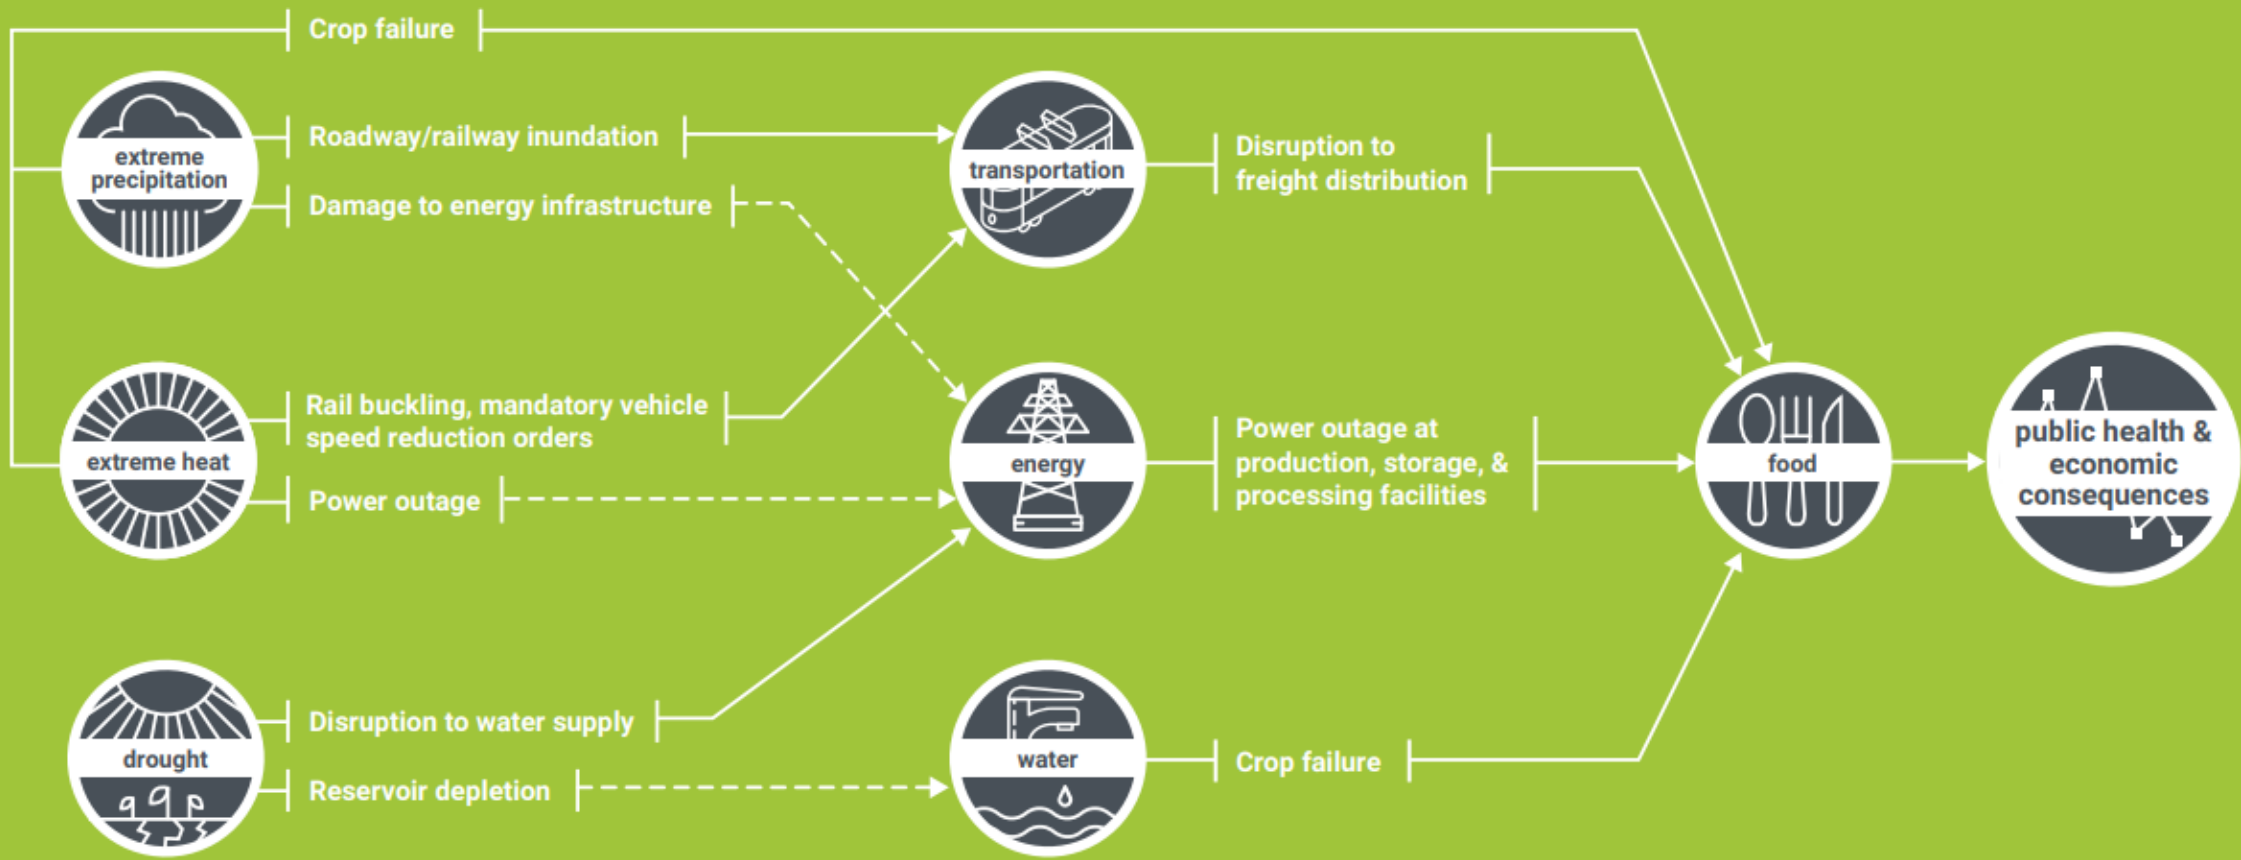 Crop failure
extreme
precipitation
Roadway/railway inundation
Damage to energy infrastructure
transportation
Disruption to
freight distribution
extreme heat
Rail buckling, mandatory vehicle
speed reduction orders
Power outage
energy
Power outage at
production, storage, &
processing facilities
food
public health &
economic
consequences
drought
Disruption to water supply
Reservoir depletion
water
Crop failure